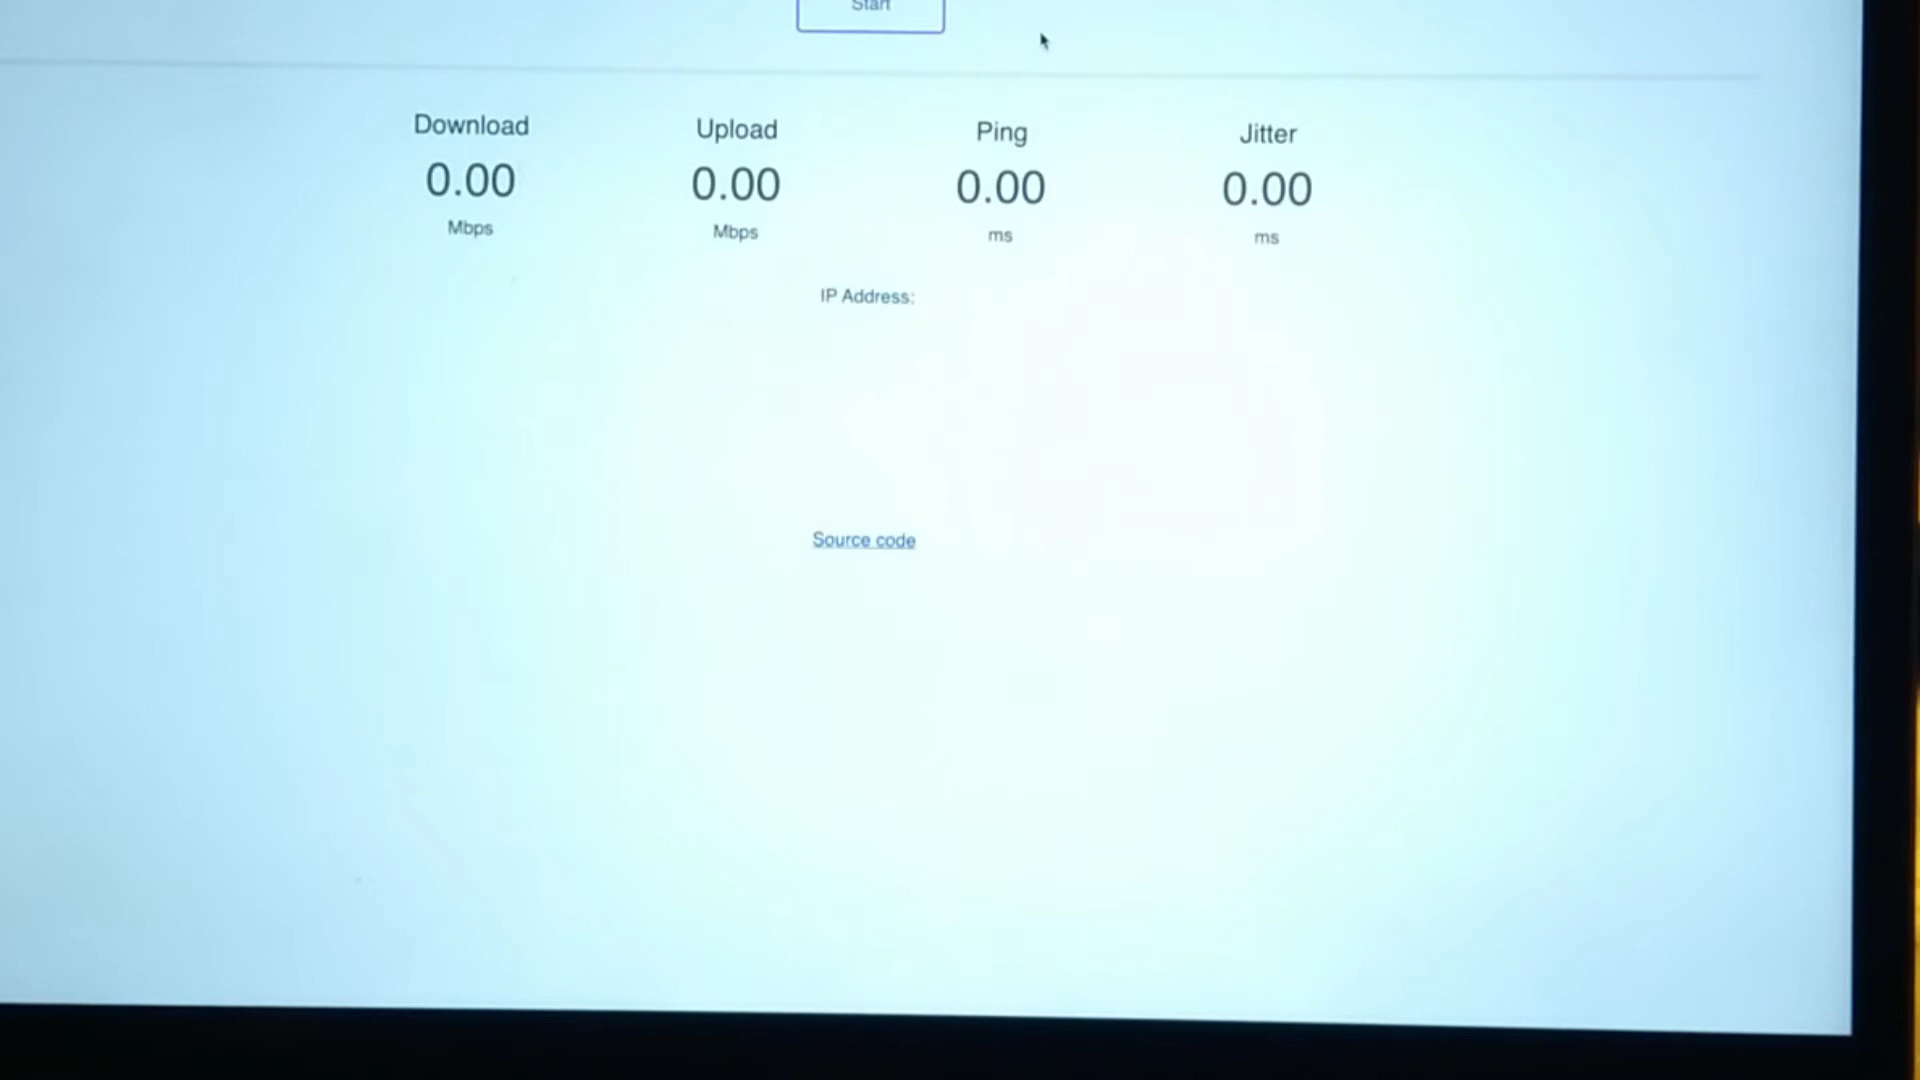 Start
Download Upload Ping Jitter
0.00 0.00 0.00 0.00
Mbps Mbps ms ms
IP Address:
Source code